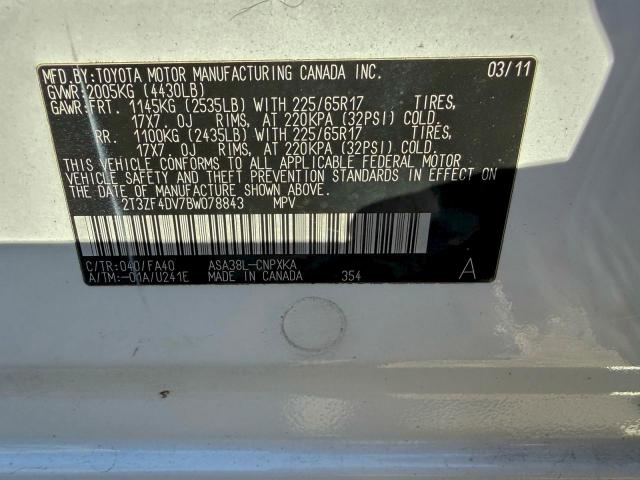 MFD.BY:TOYOTA MOTOR MANUFACTURING CANADA INC. 03/11
GVWR:2005KG (4430LB)
GAWR:FRT. 1145KG (2535LB) WITH 225/65R17 TIRES,
17X7.0J RIMS, AT 220KPA (32PSI) COLD.
RR. 1100KG (2435LB) WITH 225/65R17 TIRES,
17X7.0J RIMS, AT 220KPA (32PSI) COLD.
THIS VEHICLE CONFORMS TO ALL APPLICABLE FEDERAL MOTOR
VEHICLE SAFETY AND THEFT PREVENTION STANDARDS IN EFFECT ON
THE DATE OF MANUFACTURE SHOWN ABOVE.
2T3ZF4DV7BW078843 MPV
C/TR:040/FA40 ASA38L-CNPXKA A
A/TM:-01A/U241E MADE IN CANADA 354